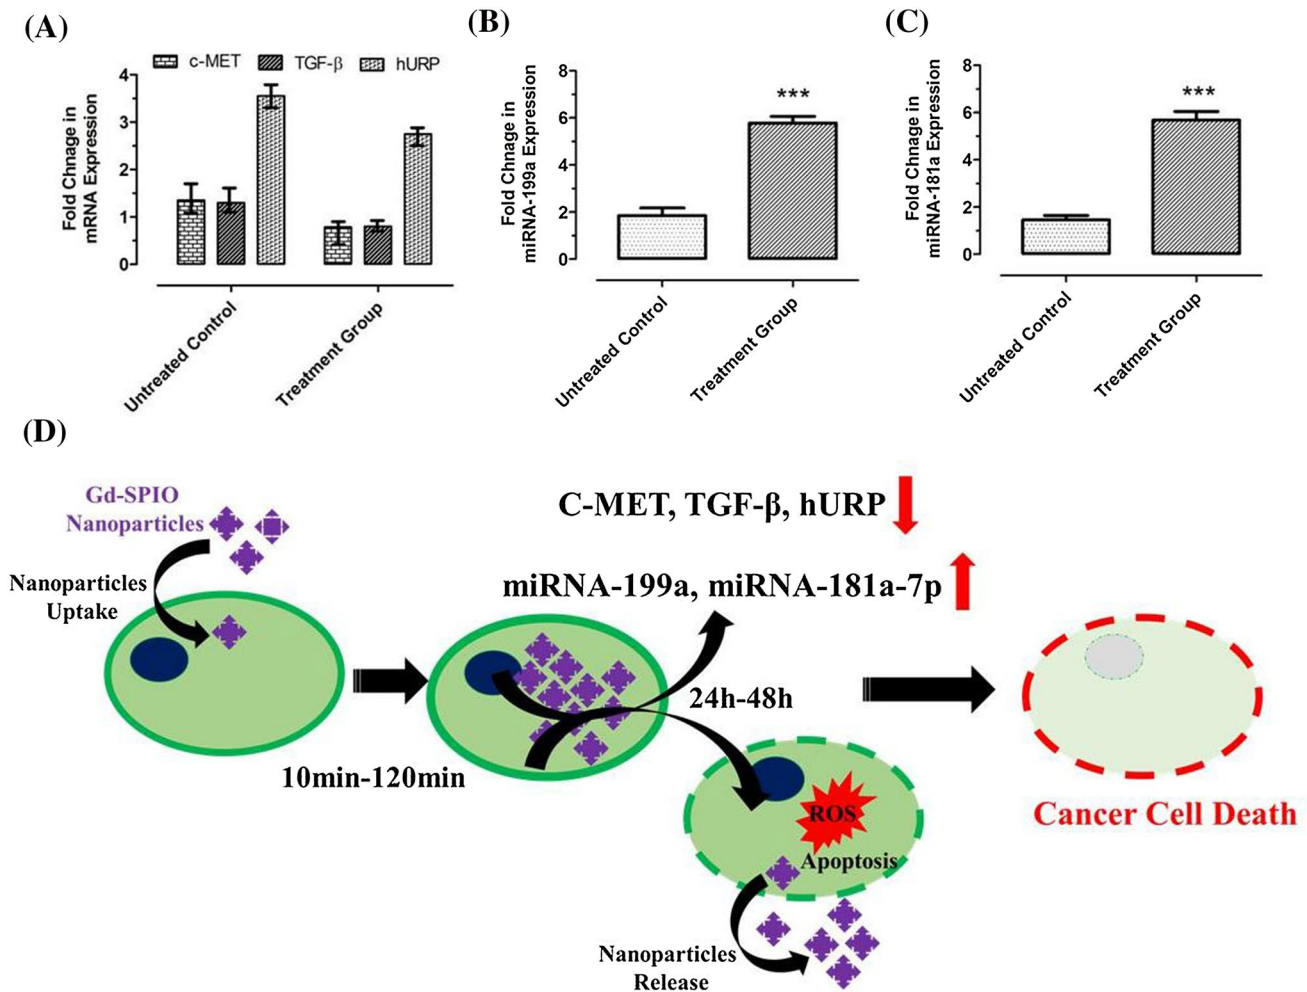 (A)
c-MET
TGF-β
hURP
Fold Chnage in
mRNA Expression
4
3
2
1
0
Untreated Control
Treatment Group
(B)
Fold Chnage in
miRNA-199a Expression
8
6
4
2
0
***
Untreated Control
Treatment Group
(C)
Fold Chnage in
miRNA-181a Expression
8
6
4
2
0
***
Untreated Control
Treatment Group
(D)
Gd-SPIO
Nanoparticles
Nanoparticles
Uptake
10min-120min
C-MET, TGF-β, hURP
miRNA-199a, miRNA-181a-7p
24h-48h
ROS
Apoptosis
Nanoparticles
Release
Cancer Cell Death